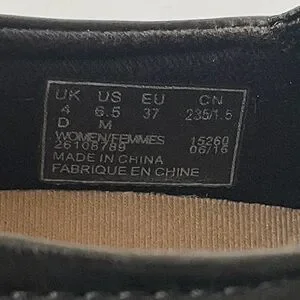 UK US EU CN
4 6.5 37 235/1.5
D M
WOMEN/FEMMES 15260
26108789 06/16
MADE IN CHINA
FABRIQUE EN CHINE